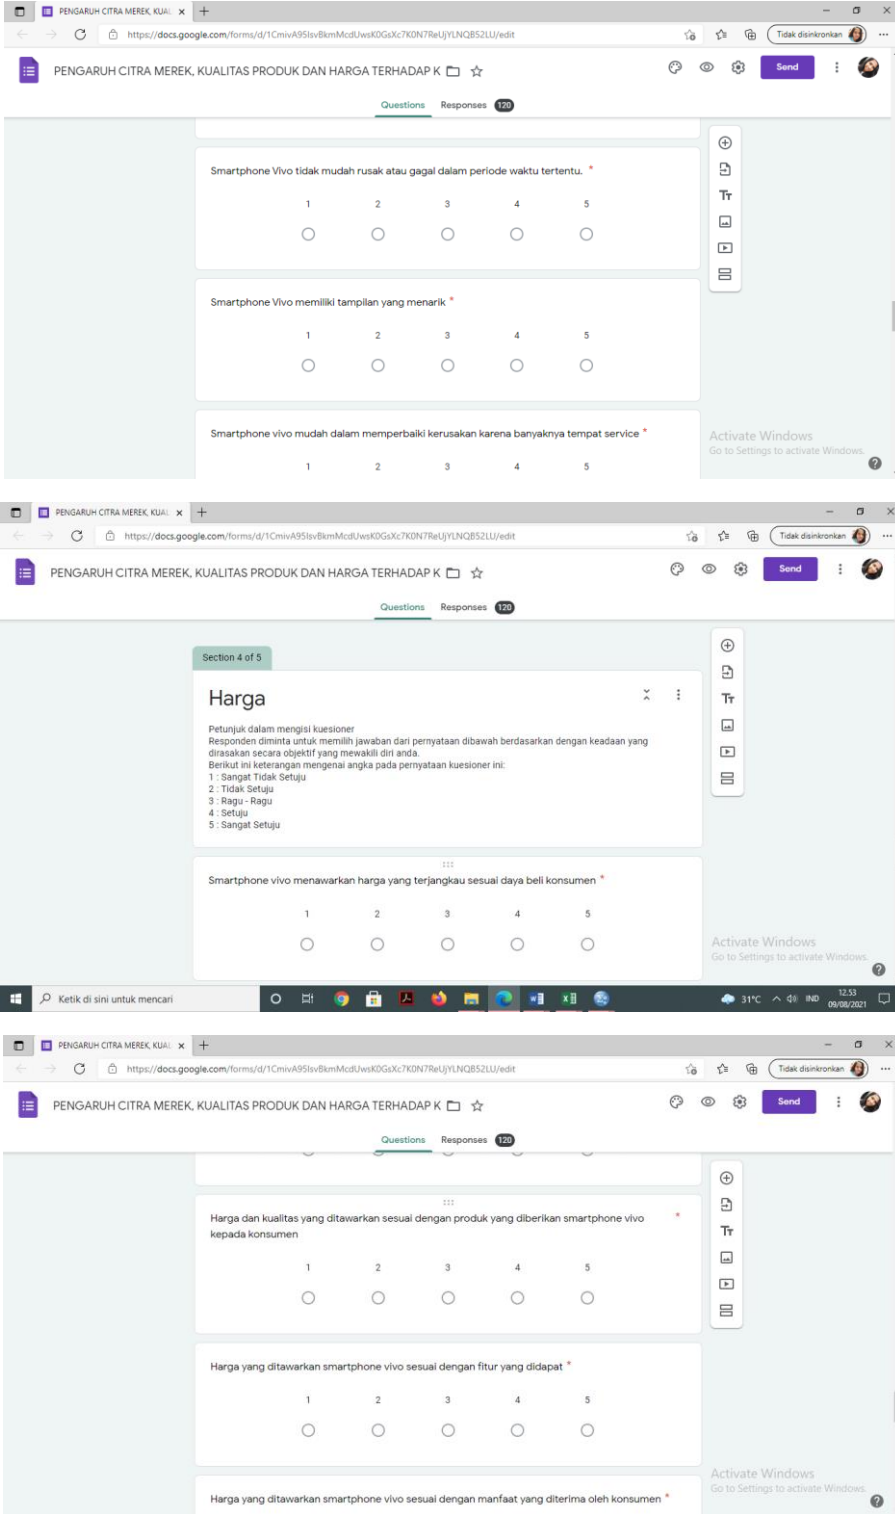 PENGARUH CITRA MEREK, KUAL
https://docs.google.com/forms/d/1CmivA95IsvBkmMcdUwsK0GsXc7K0N7ReUjYLNQB52LU/edit
Tidak disinkronkan
PENGARUH CITRA MEREK, KUALITAS PRODUK DAN HARGA TERHADAP K
Send
Questions Responses 120
Smartphone Vivo tidak mudah rusak atau gagal dalam periode waktu tertentu. *
1 2 3 4 5
Smartphone Vivo memiliki tampilan yang menarik *
1 2 3 4 5
Smartphone vivo mudah dalam memperbaiki kerusakan karena banyaknya tempat service *
1 2 3 4 5
Activate Windows
Go to Settings to activate Windows.
PENGARUH CITRA MEREK, KUAL
https://docs.google.com/forms/d/1CmivA95IsvBkmMcdUwsK0GsXc7K0N7ReUjYLNQB52LU/edit
Tidak disinkronkan
PENGARUH CITRA MEREK, KUALITAS PRODUK DAN HARGA TERHADAP K
Send
Questions Responses 120
Section 4 of 5
Harga
Petunjuk dalam mengisi kuesioner
Responden diminta untuk memilih jawaban dari pernyataan dibawah berdasarkan dengan keadaan yang
dirasakan secara objektif yang mewakili diri anda.
Berikut ini keterangan mengenai angka pada pernyataan kuesioner ini:
1 : Sangat Tidak Setuju
2 : Tidak Setuju
3 : Ragu - Ragu
4 : Setuju
5 : Sangat Setuju
Smartphone vivo menawarkan harga yang terjangkau sesuai daya beli konsumen *
1 2 3 4 5
Activate Windows
Go to Settings to activate Windows.
Ketik di sini untuk mencari
31°C IND 12.53
09/08/2021
PENGARUH CITRA MEREK, KUAL
https://docs.google.com/forms/d/1CmivA95IsvBkmMcdUwsK0GsXc7K0N7ReUjYLNQB52LU/edit
Tidak disinkronkan
PENGARUH CITRA MEREK, KUALITAS PRODUK DAN HARGA TERHADAP K
Send
Questions Responses 120
Harga dan kualitas yang ditawarkan sesuai dengan produk yang diberikan smartphone vivo *
kepada konsumen
1 2 3 4 5
Harga yang ditawarkan smartphone vivo sesuai dengan fitur yang didapat *
1 2 3 4 5
Activate Windows
Go to Settings to activate Windows.
Harga yang ditawarkan smartphone vivo sesuai dengan manfaat yang diterima oleh konsumen *